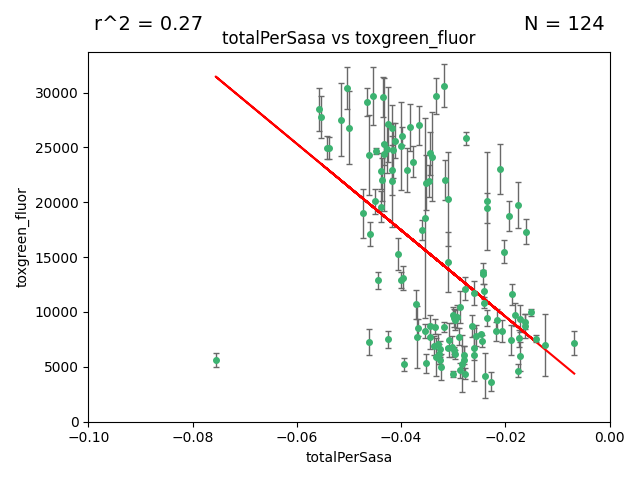 r^2 = 0.27
N = 124
totalPerSasa vs toxgreen_fluor
30000
25000
20000
15000
10000
5000
0
toxgreen_fluor
−0.10
−0.08
−0.06
−0.04
−0.02
0.00
totalPerSasa